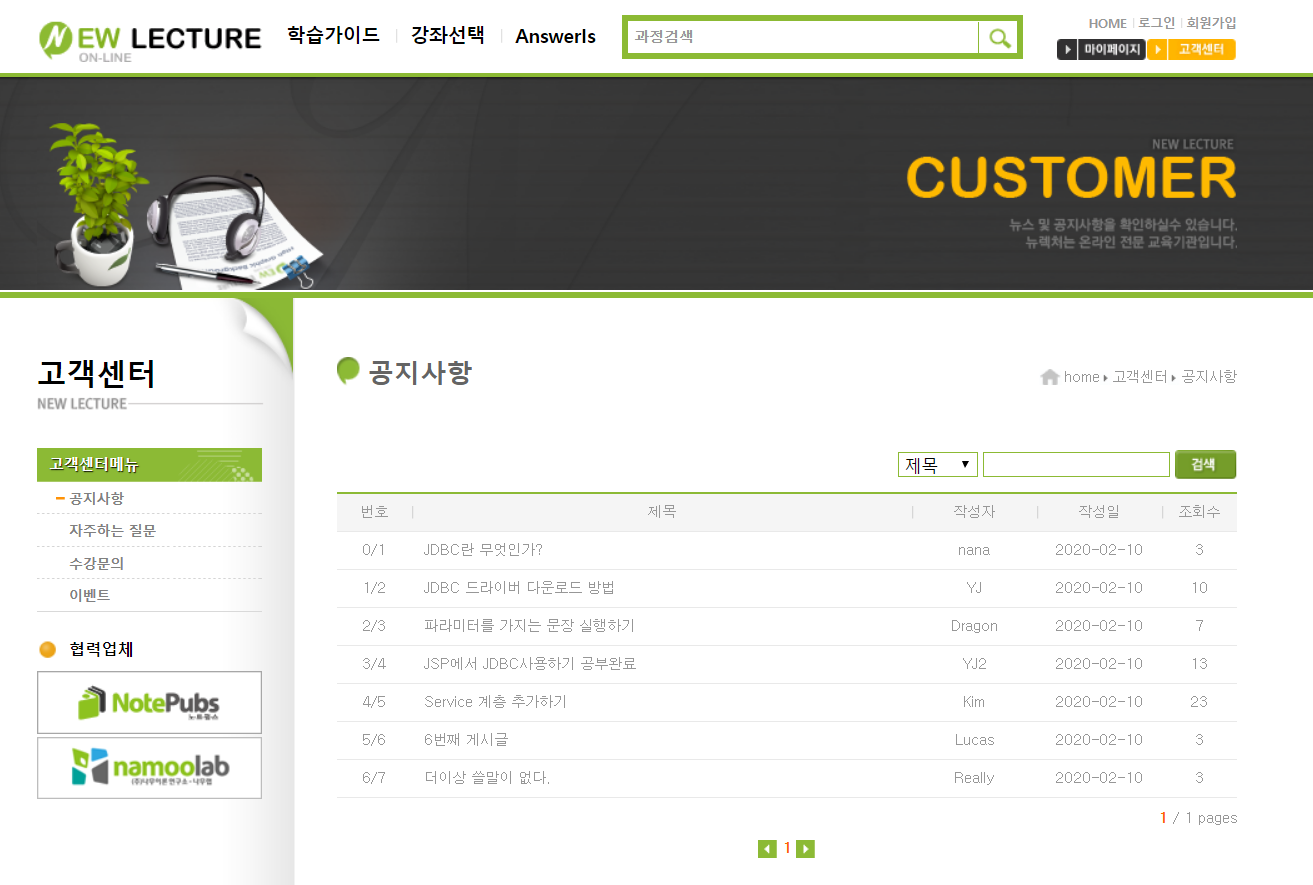 NEW LECTURE
ON-LINE
학습가이드 강좌선택 AnswerIs
과정검색
HOME 로그인 회원가입
마이페이지 고객센터
NEW LECTURE
CUSTOMER
뉴스 및 공지사항을 확인하실수 있습니다.
뉴렉처는 온라인 전문 교육기관입니다.
고객센터
NEW LECTURE
고객센터메뉴
공지사항
자주하는 질문
수강문의
이벤트
협력업체
NotePubs
노트펍스
namoolab
공지사항
home 고객센터 공지사항
제목 검색
번호 제목 작성자 작성일 조회수
0/1 JDBC란 무엇인가? nana 2020-02-10 3
1/2 JDBC 드라이버 다운로드 방법 YJ 2020-02-10 10
2/3 파라미터를 가지는 문장 실행하기 Dragon 2020-02-10 7
3/4 JSP에서 JDBC사용하기 공부완료 YJ2 2020-02-10 13
4/5 Service 계층 추가하기 Kim 2020-02-10 23
5/6 6번째 게시글 Lucas 2020-02-10 3
6/7 더이상 쓸말이 없다. Really 2020-02-10 3
1 / 1 pages
1